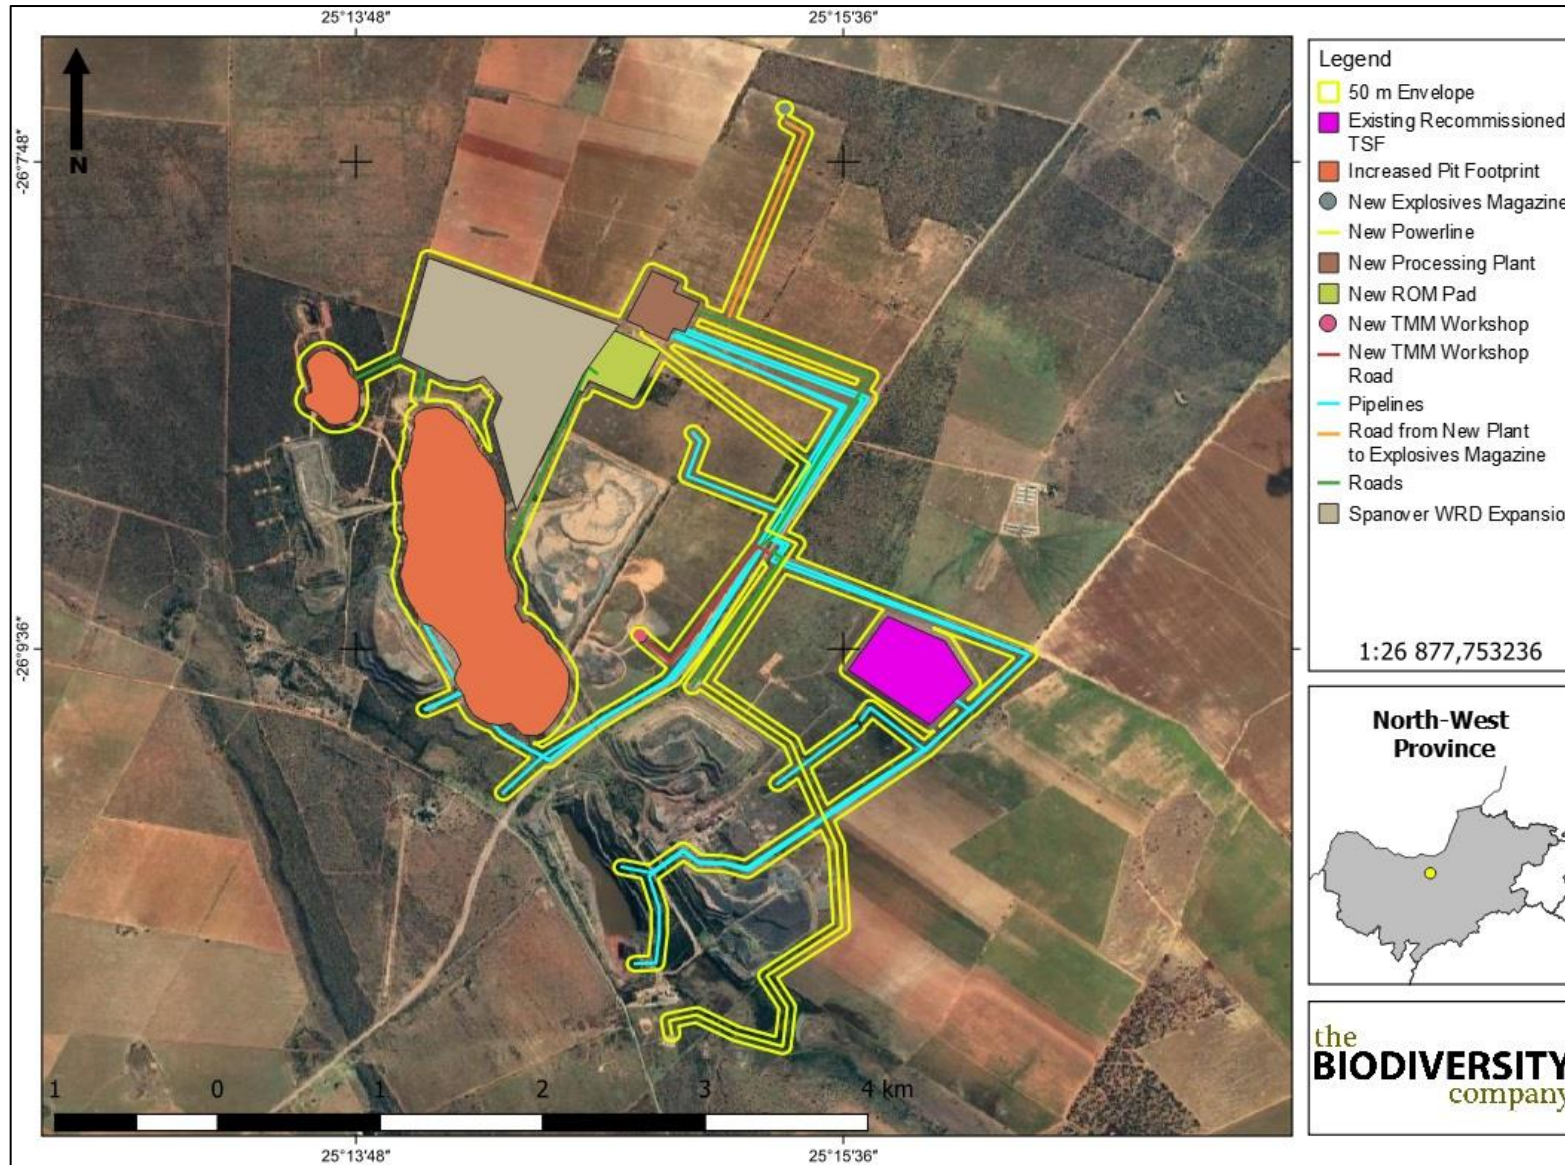 25°13'48"
25°15'36"
-26°7'48"
-26°9'36"
N
1
0
1
2
3
4 km
25°13'48"
25°15'36"
Legend
50 m Envelope
Existing Recommissioned
TSF
Increased Pit Footprint
New Explosives Magazine
New Powerline
New Processing Plant
New ROM Pad
New TMM Workshop
New TMM Workshop
Road
Pipelines
Road from New Plant
to Explosives Magazine
Roads
Spanover WRD Expansio
1:26 877,753236
North-West
Province
the
BIODIVERSITY
company